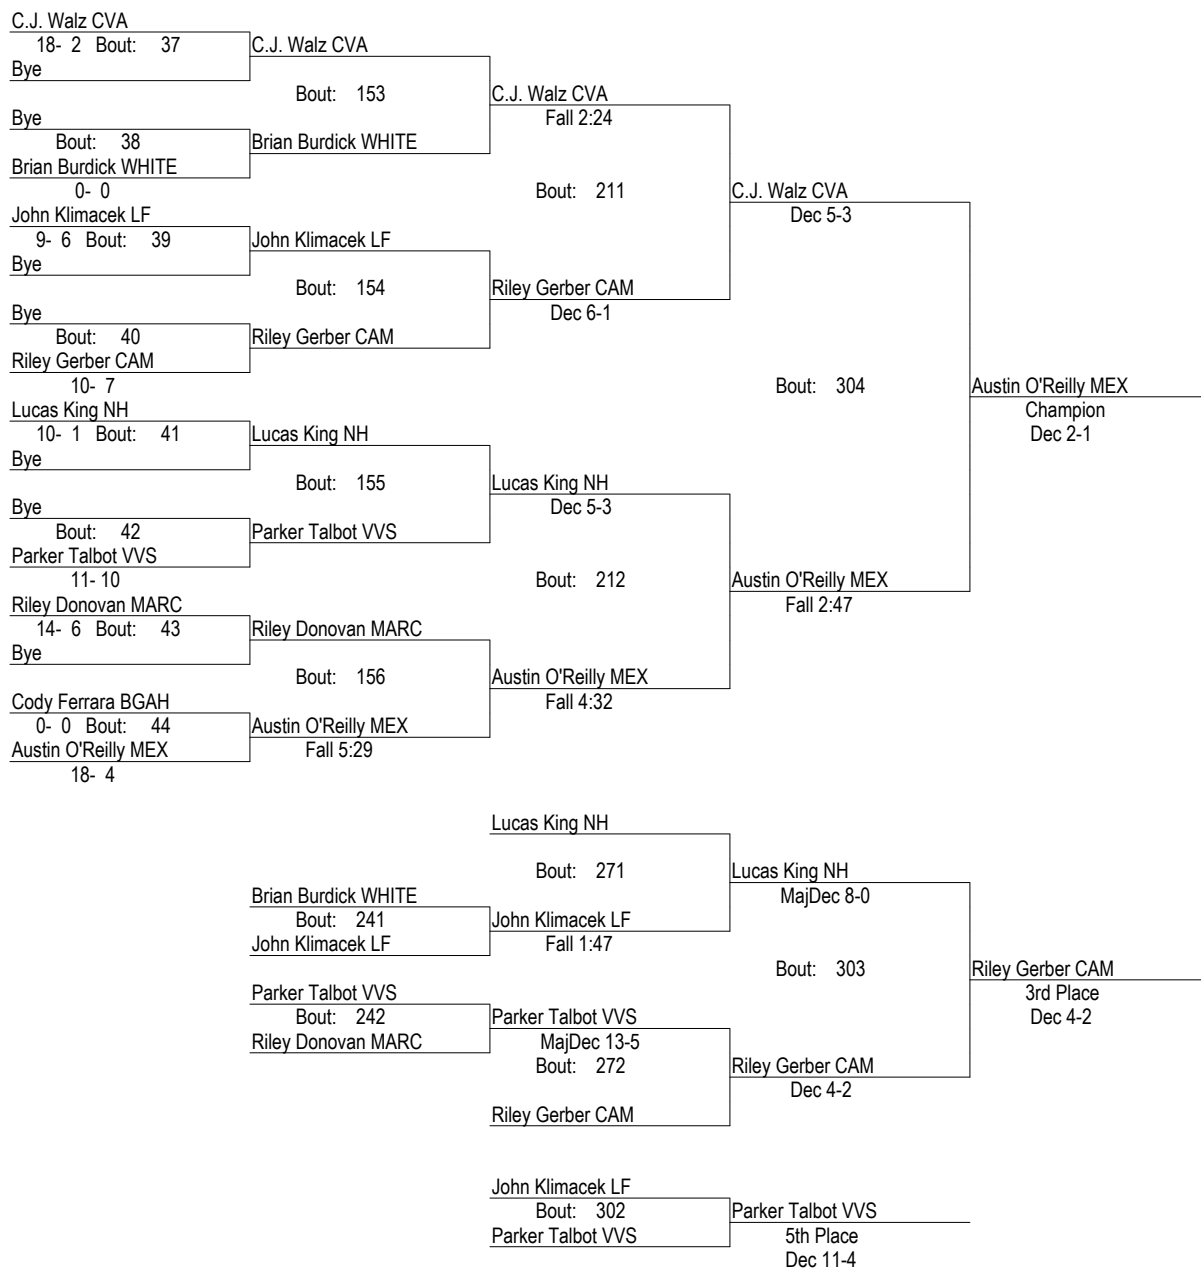 C.J. Walz CVA
18- 2 Bout: 37
Bye
C.J. Walz CVA
Bout: 153
Bye
Bout: 38
Brian Burdick WHITE
0- 0
Brian Burdick WHITE
C.J. Walz CVA
Fall 2:24
Bout: 211
John Klimacek LF
9- 6 Bout: 39
Bye
John Klimacek LF
Bout: 154
Bye
Bout: 40
Riley Gerber CAM
10- 7
Riley Gerber CAM
Riley Gerber CAM
Dec 6-1
C.J. Walz CVA
Dec 5-3
Bout: 304
Lucas King NH
10- 1 Bout: 41
Bye
Lucas King NH
Bout: 155
Bye
Bout: 42
Parker Talbot VVS
11- 10
Parker Talbot VVS
Lucas King NH
Dec 5-3
Bout: 212
Riley Donovan MARC
14- 6 Bout: 43
Bye
Riley Donovan MARC
Bout: 156
Cody Ferrara BGAH
0- 0 Bout: 44
Austin O'Reilly MEX
18- 4
Austin O'Reilly MEX
Fall 5:29
Austin O'Reilly MEX
Fall 4:32
Austin O'Reilly MEX
Fall 2:47
Austin O'Reilly MEX
Champion
Dec 2-1
Lucas King NH
Bout: 271
Brian Burdick WHITE
Bout: 241
John Klimacek LF
John Klimacek LF
Fall 1:47
Lucas King NH
MajDec 8-0
Bout: 303
Parker Talbot VVS
Bout: 242
Riley Donovan MARC
Parker Talbot VVS
MajDec 13-5
Bout: 272
Riley Gerber CAM
Riley Gerber CAM
Dec 4-2
Riley Gerber CAM
3rd Place
Dec 4-2
John Klimacek LF
Bout: 302
Parker Talbot VVS
Parker Talbot VVS
5th Place
Dec 11-4